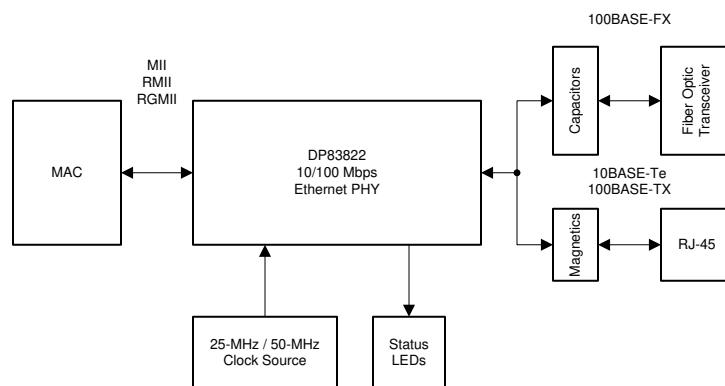 100BASE-FX
MII
RMII
RGMII
Capacitors
Fiber Optic
Transceiver
MAC
DP83822
10/100 Mbps
Ethernet PHY
10BASE-Te
100BASE-TX
Magnetics
RJ-45
25-MHz / 50-MHz
Clock Source
Status
LEDs